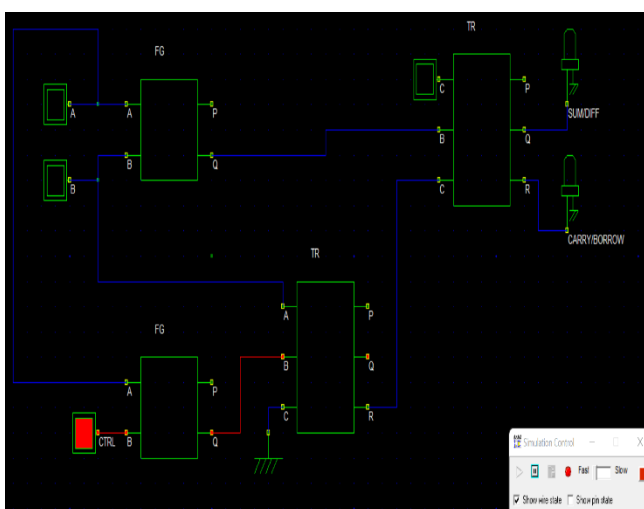 FG
TR
A
A
P
C
P
SUM/DIFF
B
B
Q
B
Q
C
R
CARRY/BORROW
TR
A
P
FG
B
Q
A
P
C
R
CTRL
B
Q
Simulation Control
Fast
Slow
Show wire state
Show pin state